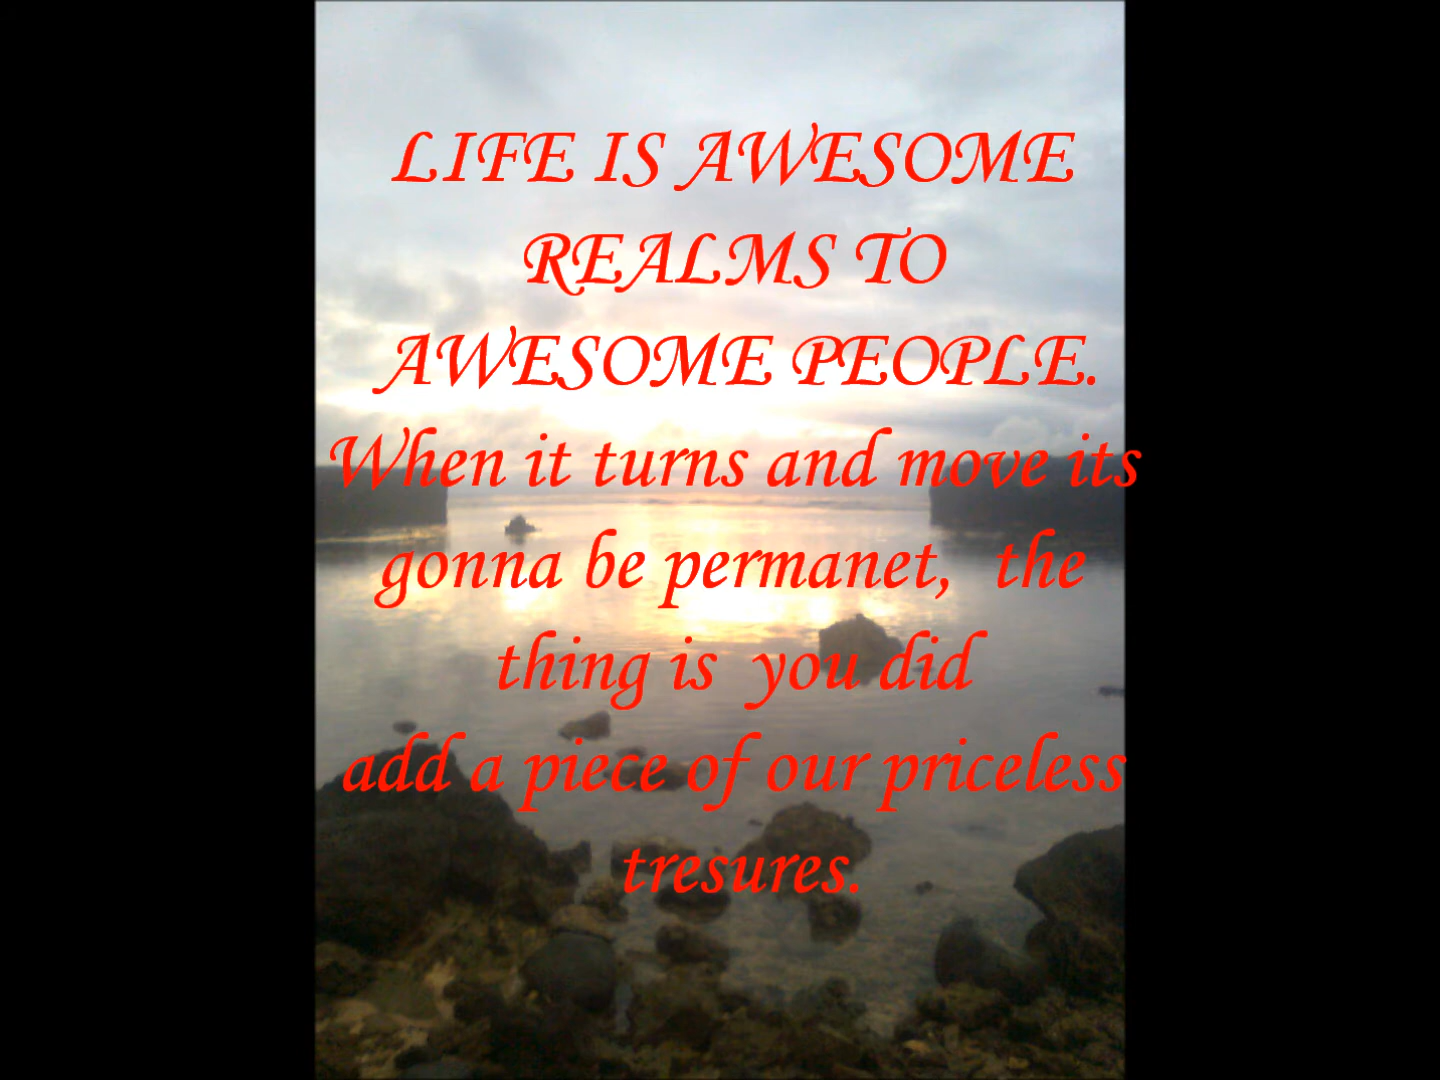 LIFE IS AWESOME
REALMS TO
AWESOME PEOPLE.
When it turns and move its
gonna be permanet, the
thing is you did
add a piece of our priceless
tresures.